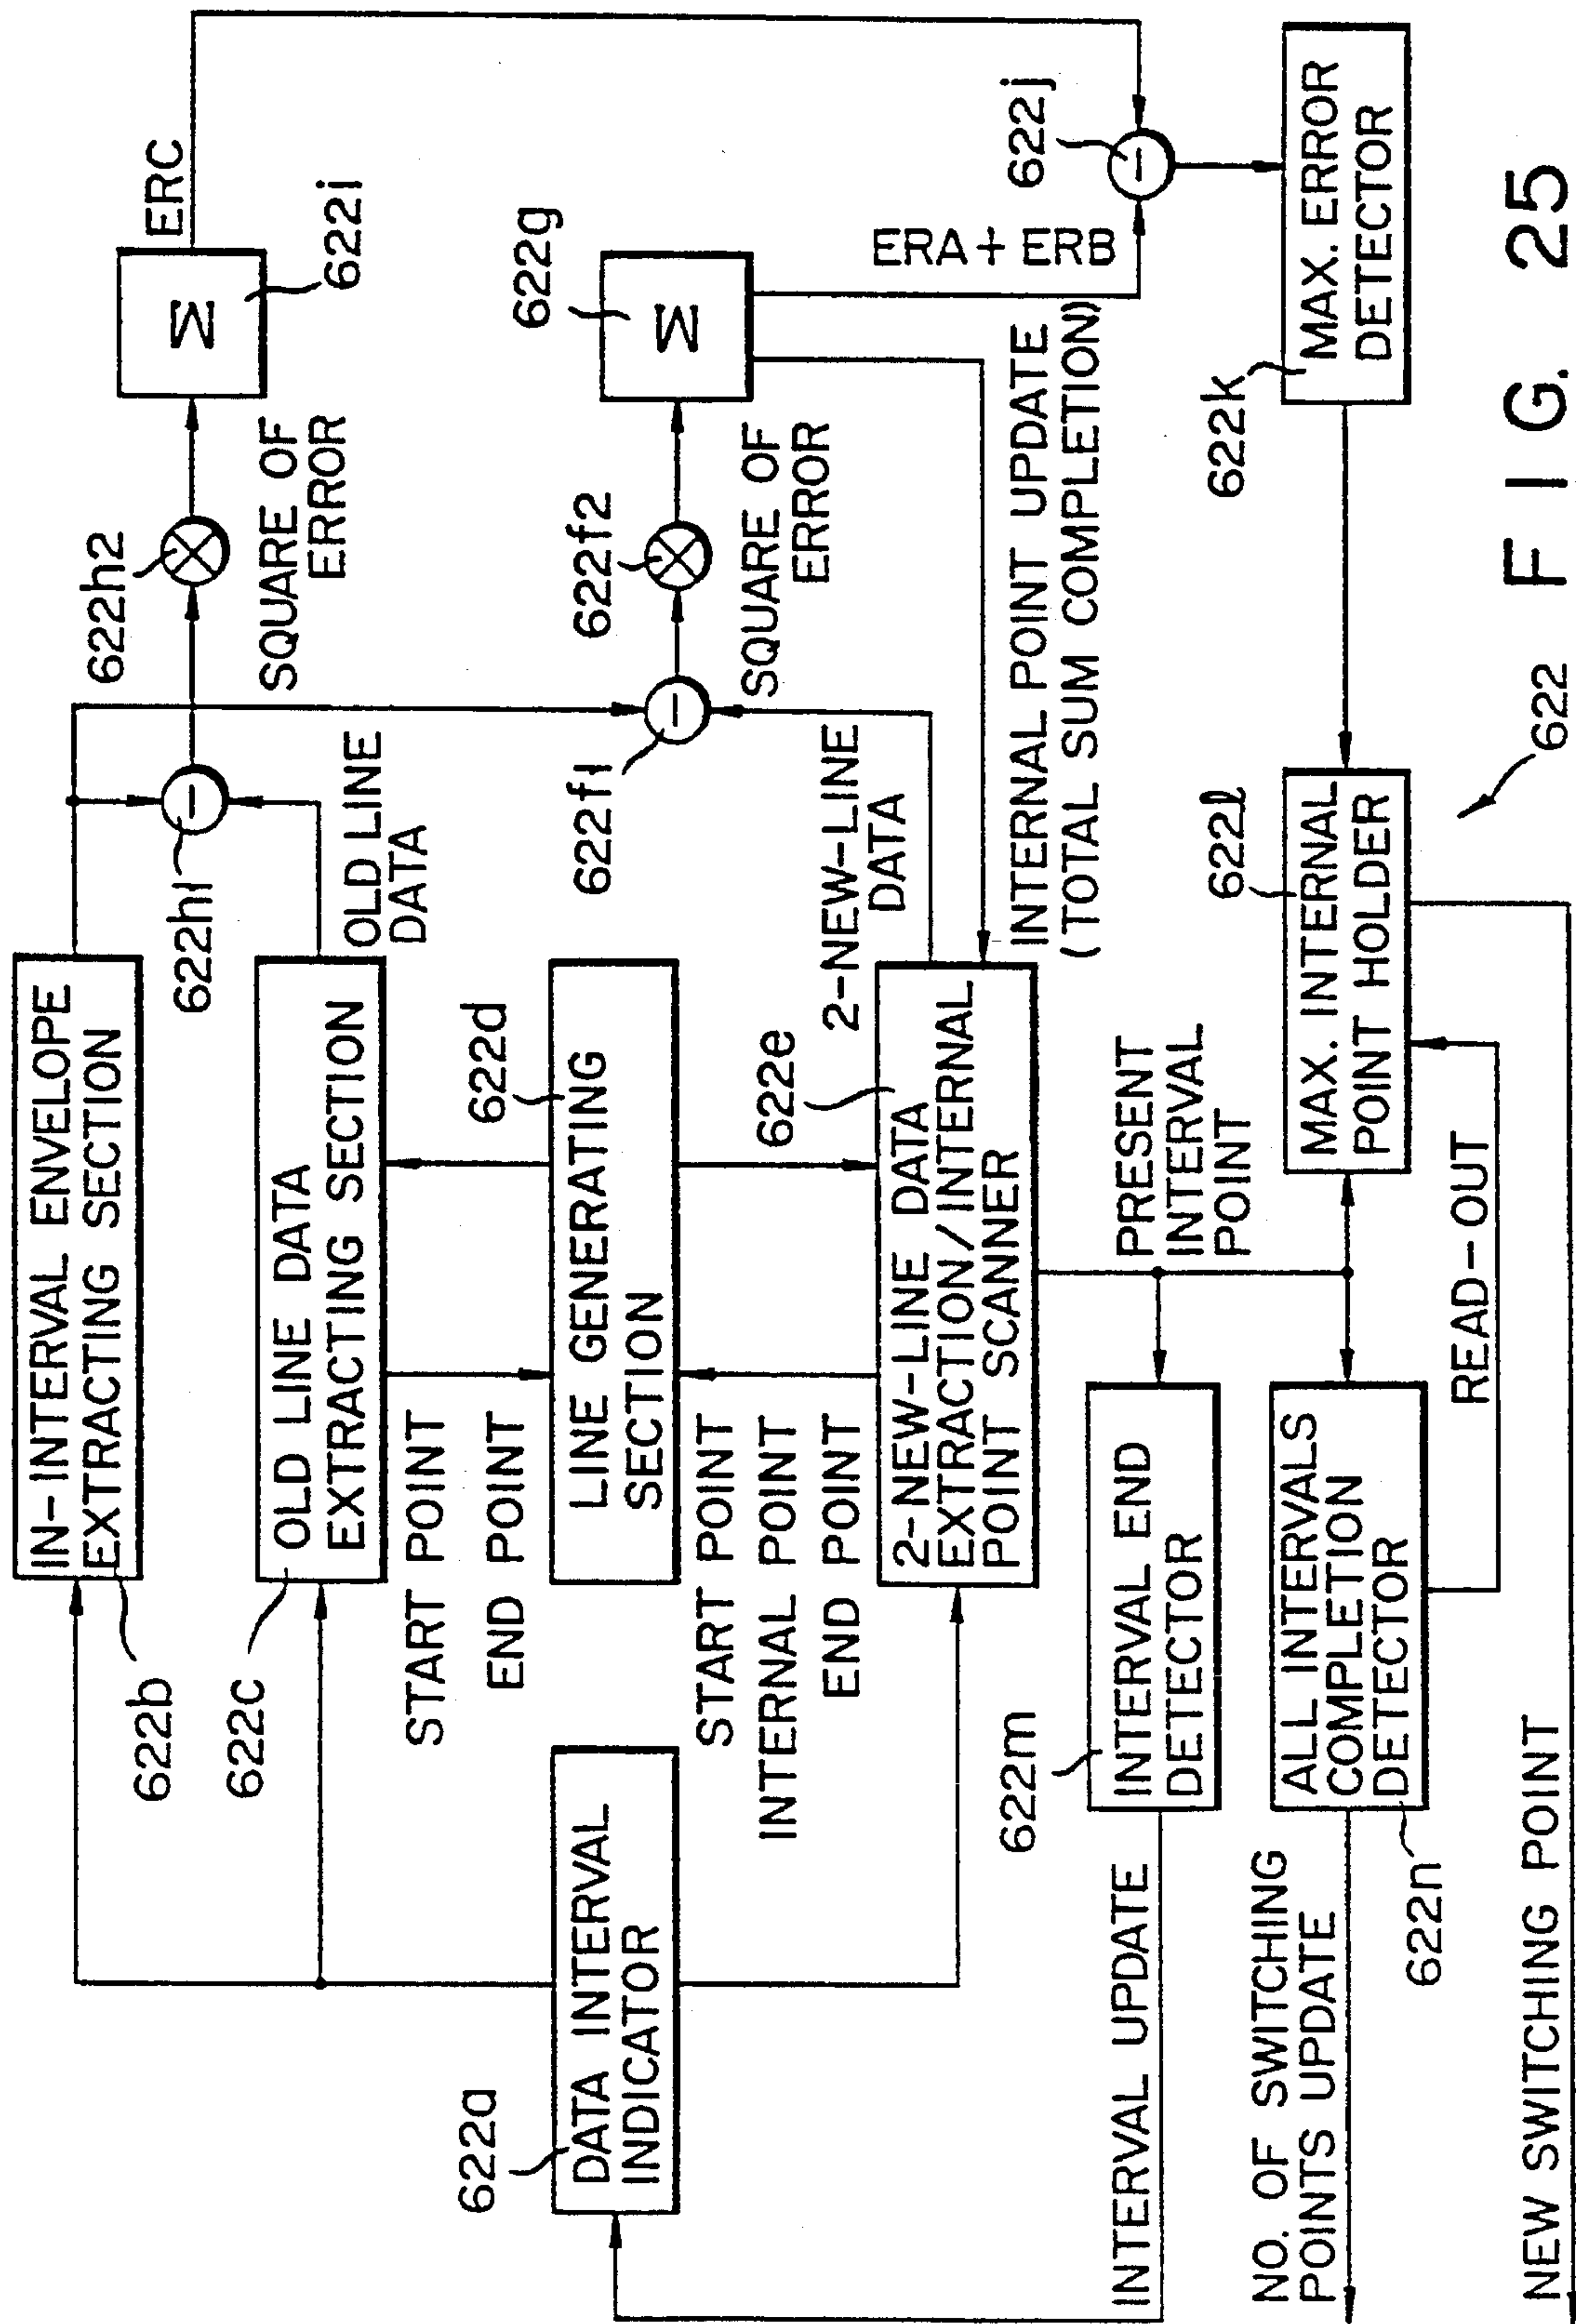 622a
DATA INTERVAL
INDICATOR
622b
IN-INTERVAL ENVELOPE
EXTRACTING SECTION
622c
OLD LINE DATA
EXTRACTING SECTION
START POINT
END POINT
622d
LINE GENERATING
SECTION
START POINT
INTERNAL POINT
END POINT
622e
2-NEW-LINE DATA
EXTRACTION/INTERNAL
POINT SCANNER
OLD LINE
DATA
622h1
622h2
SQUARE OF
ERROR
Σ
622i
ERC
2-NEW-LINE
DATA
622f1
622f2
SQUARE OF
ERROR
Σ
622g
ERA + ERB
622j
INTERNAL POINT UPDATE
(TOTAL SUM COMPLETION)
PRESENT
INTERVAL
POINT
622m
INTERVAL END
DETECTOR
INTERVAL UPDATE
ALL INTERVALS
COMPLETION
DETECTOR
622n
NO. OF SWITCHING
POINTS UPDATE
READ-OUT
622l
MAX. INTERNAL
POINT HOLDER
622k
MAX. ERROR
DETECTOR
NEW SWITCHING POINT
622
FIG. 25